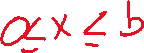 a ≤ x ≤ b